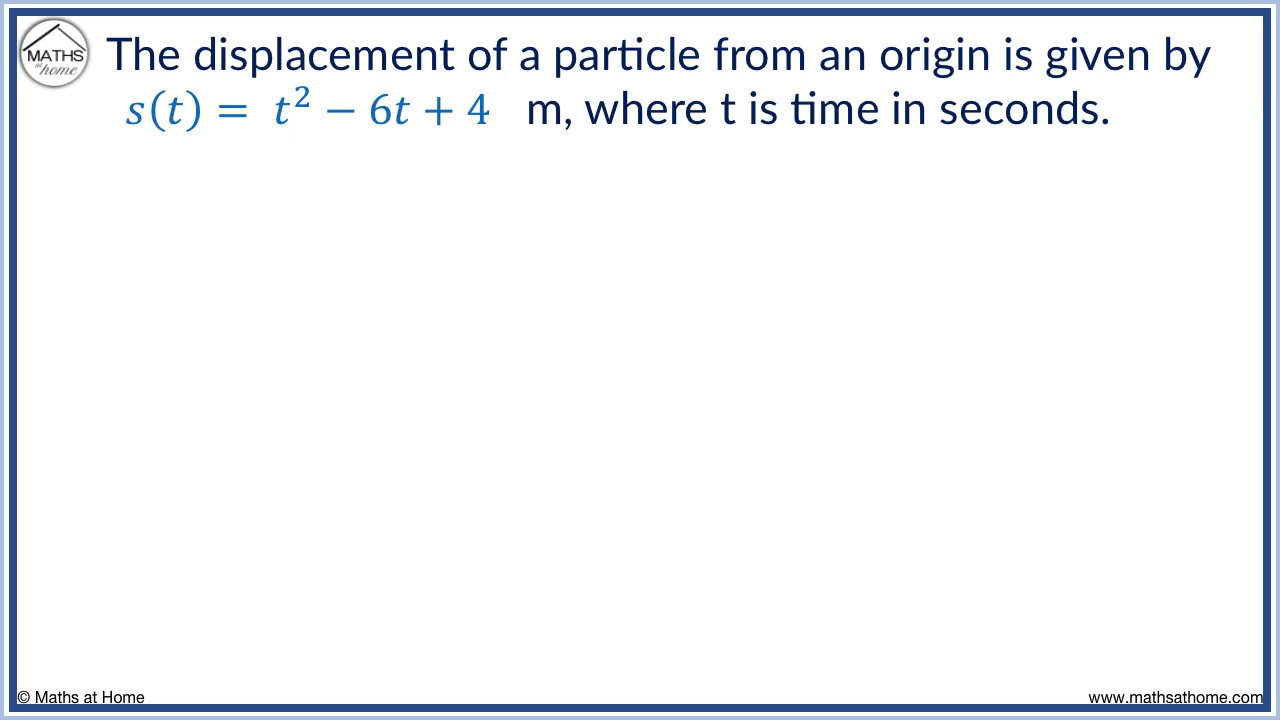 MATHS
at home
The displacement of a particle from an origin is given by
s(t) = t² − 6t + 4 m, where t is time in seconds.
© Maths at Home
www.mathsathome.com